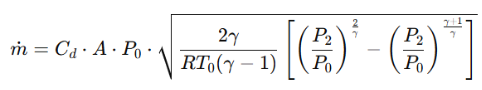 ṁ = C_d · A · P_0 · √(2γ / (RT_0(γ − 1)) [(P_2 / P_0)^(2/γ) − (P_2 / P_0)^((γ+1)/γ)])